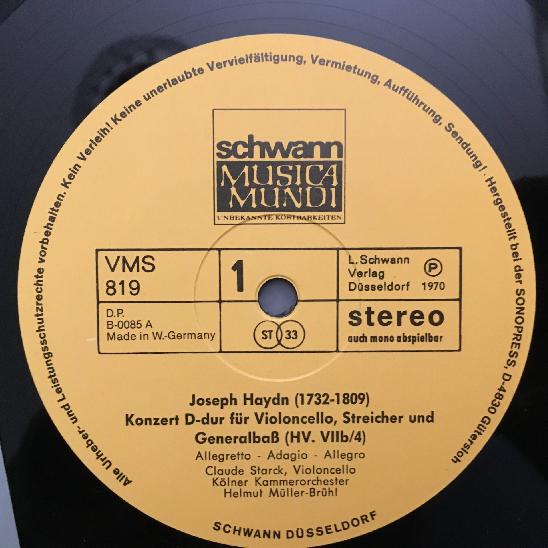 Alle Urheber- und Leistungsschutzrechte vorbehalten. Kein Verleih! Keine unerlaubte Vervielfältigung, Vermietung, Aufführung, Sendung! · Hergestellt bei der SONOPRESS, D-4830 Gütersloh
schwann
MUSICA
MUNDI
UNBEKANNTE KOSTBARKEITEN
VMS
819
1
L. Schwann
Verlag
Düsseldorf
P
1970
D.P.
B-0085 A
Made in W.-Germany
ST 33
stereo
auch mono abspielbar
Joseph Haydn (1732-1809)
Konzert D-dur für Violoncello, Streicher und
Generalbaß (HV. VIIb/4)
Allegretto - Adagio - Allegro
Claude Starck, Violoncello
Kölner Kammerorchester
Helmut Müller-Brühl
SCHWANN DÜSSELDORF